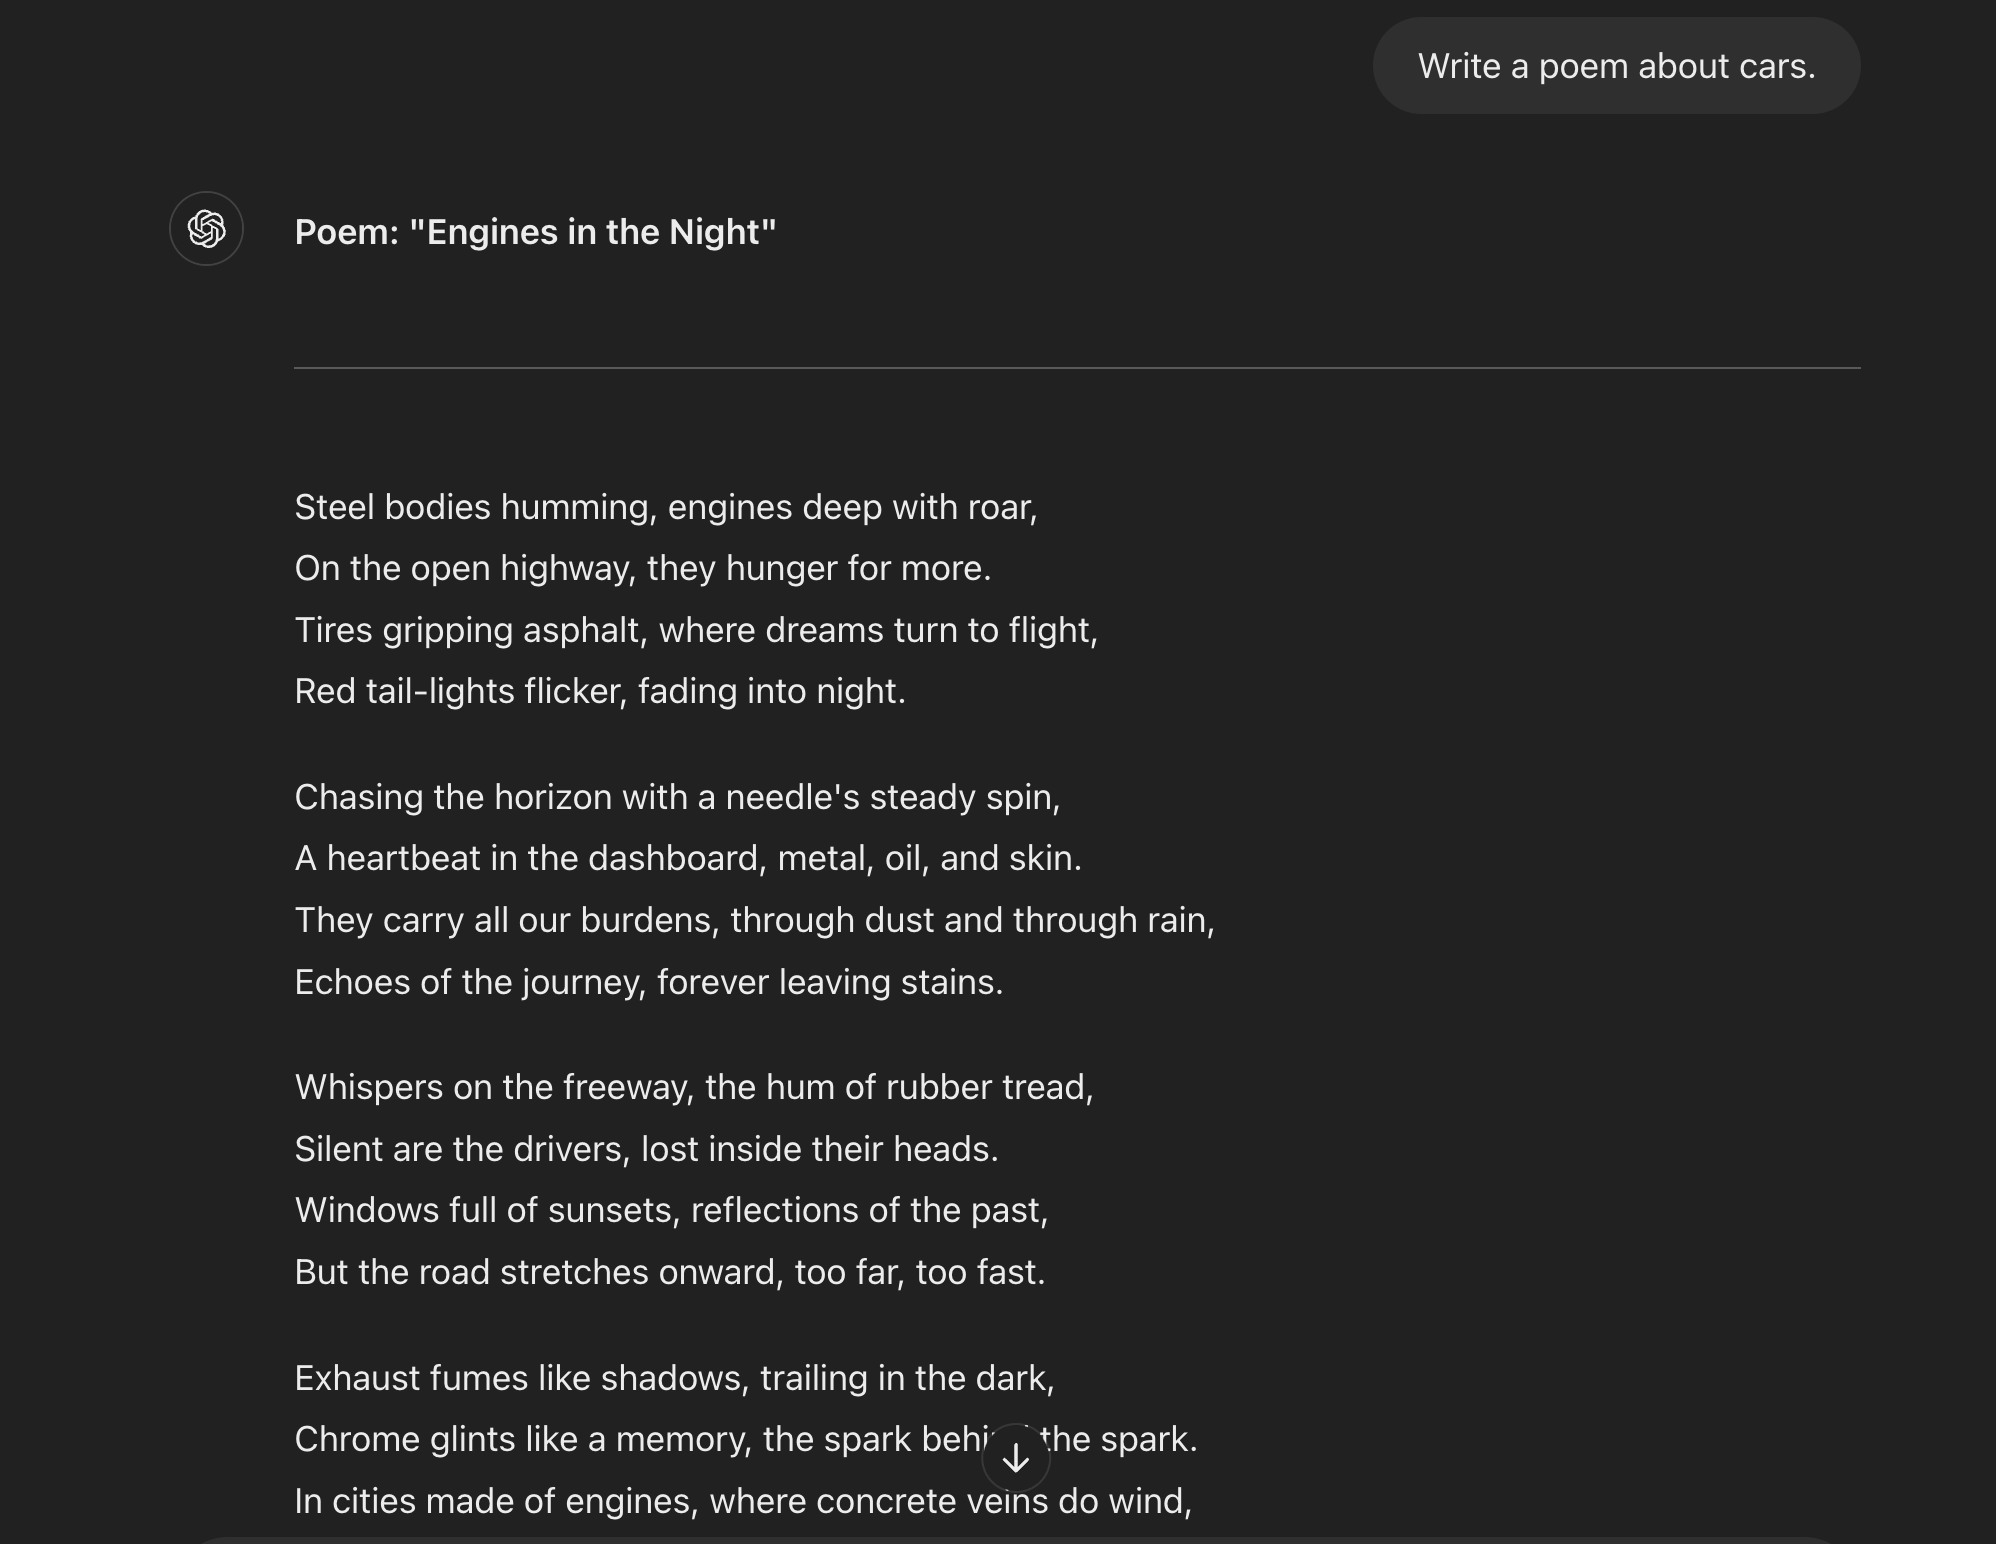 Write a poem about cars.
Poem: "Engines in the Night"
Steel bodies humming, engines deep with roar,
On the open highway, they hunger for more.
Tires gripping asphalt, where dreams turn to flight,
Red tail-lights flicker, fading into night.
Chasing the horizon with a needle's steady spin,
A heartbeat in the dashboard, metal, oil, and skin.
They carry all our burdens, through dust and through rain,
Echoes of the journey, forever leaving stains.
Whispers on the freeway, the hum of rubber tread,
Silent are the drivers, lost inside their heads.
Windows full of sunsets, reflections of the past,
But the road stretches onward, too far, too fast.
Exhaust fumes like shadows, trailing in the dark,
Chrome glints like a memory, the spark behind the spark.
In cities made of engines, where concrete veins do wind,